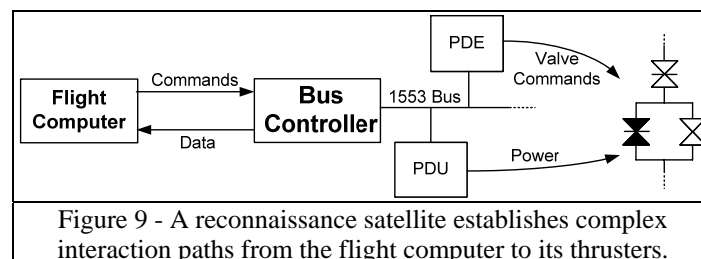 PDE
Valve
Commands
Commands
Flight
Computer
Bus
Controller
1553 Bus
Data
PDU
Power
Figure 9 - A reconnaissance satellite establishes complex
interaction paths from the flight computer to its thrusters.